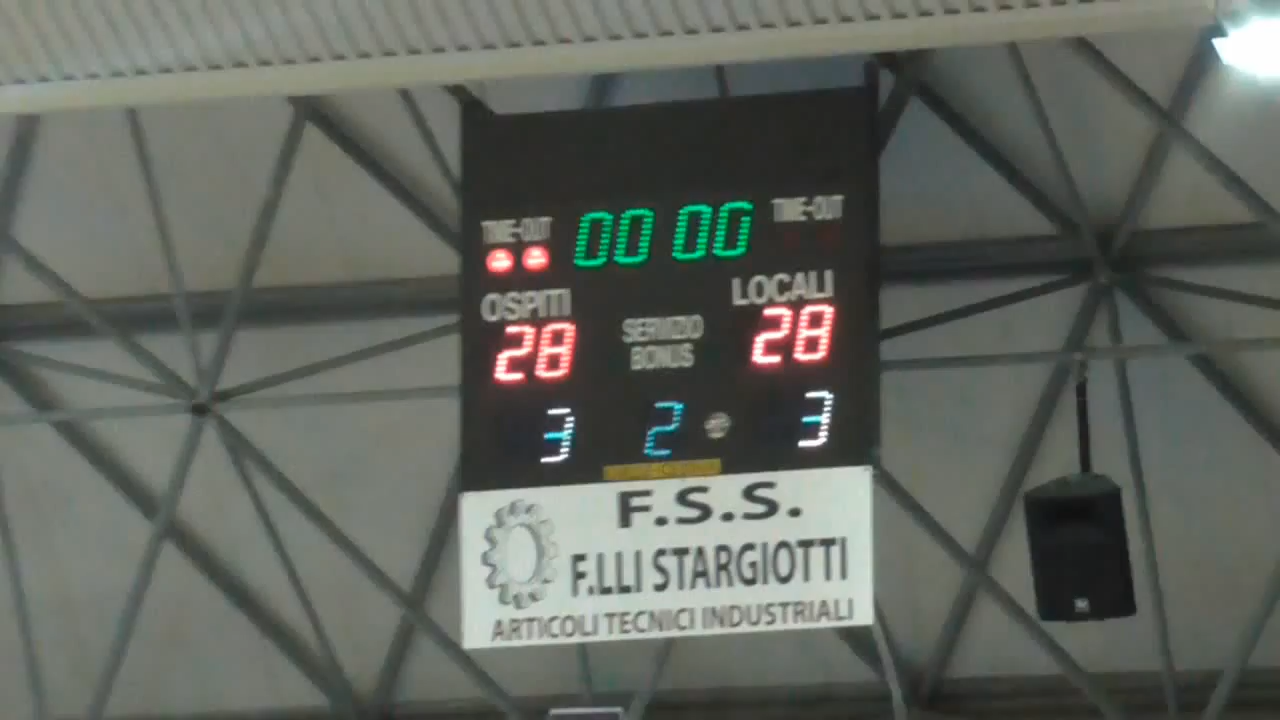 TIME-OUT 00 00 TIME-OUT
OSPITI LOCALI
28 SERVIZIO 28
BONUS
3 2 3
F.S.S.
F.LLI STARGIOTTI
ARTICOLI TECNICI INDUSTRIALI